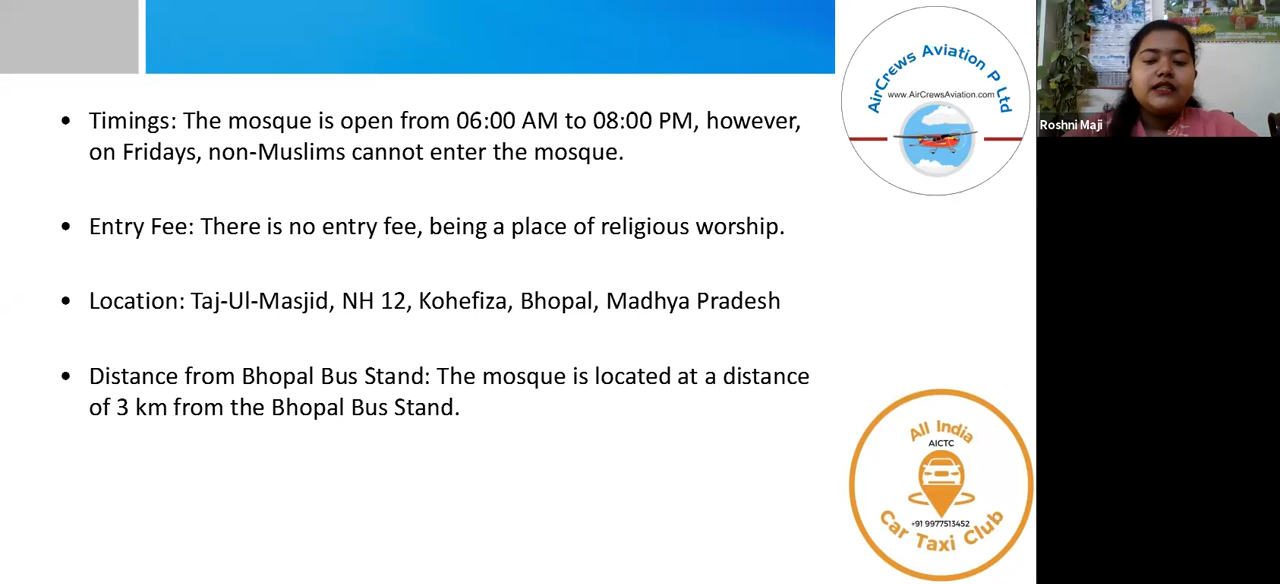 • Timings: The mosque is open from 06:00 AM to 08:00 PM, however,
on Fridays, non-Muslims cannot enter the mosque.
• Entry Fee: There is no entry fee, being a place of religious worship.
• Location: Taj-Ul-Masjid, NH 12, Kohefiza, Bhopal, Madhya Pradesh
• Distance from Bhopal Bus Stand: The mosque is located at a distance
of 3 km from the Bhopal Bus Stand.
AirCrews Aviation P Ltd
www.AirCrewsAviation.com
Roshni Maji
All India
AICTC
+91 9977513452
Car Taxi Club